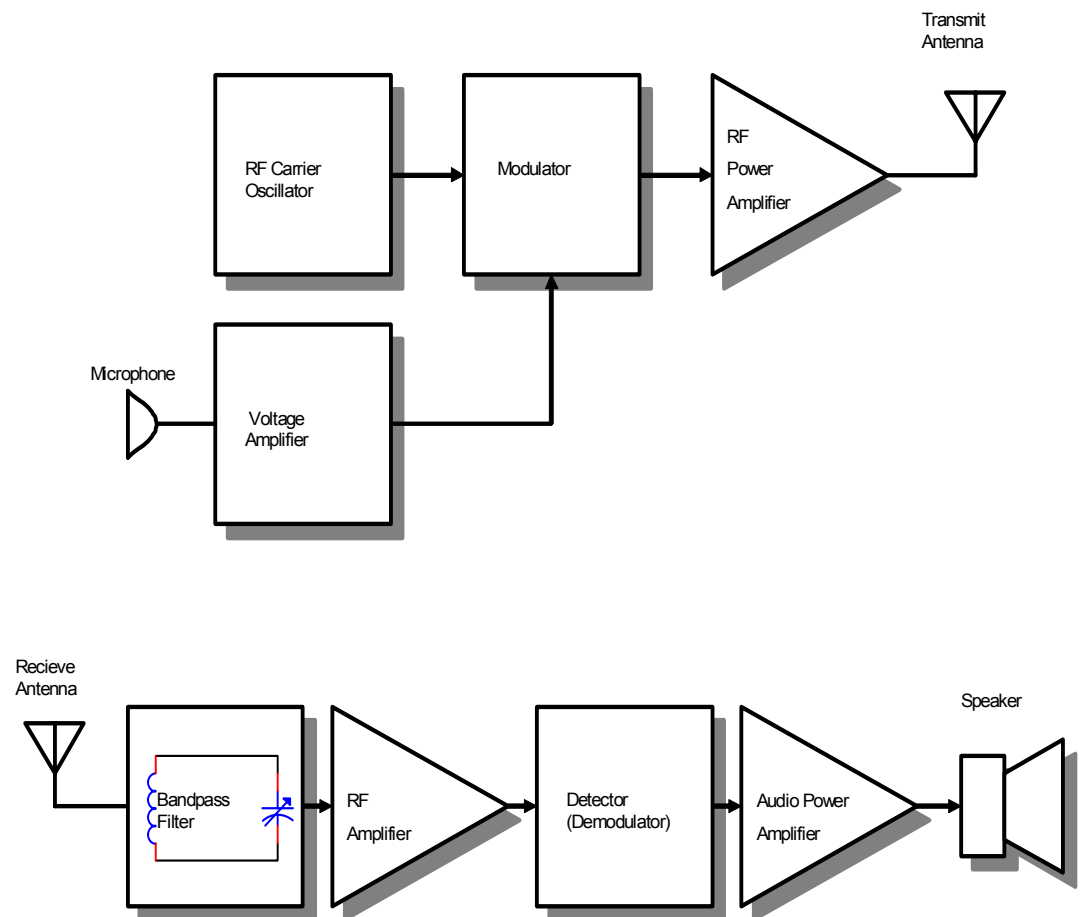 Transmit
Antenna
RF Carrier
Oscillator
Modulator
RF
Power
Amplifier
Microphone
Voltage
Amplifier
Recieve
Antenna
Bandpass
Filter
RF
Amplifier
Detector
(Demodulator)
Audio Power
Amplifier
Speaker